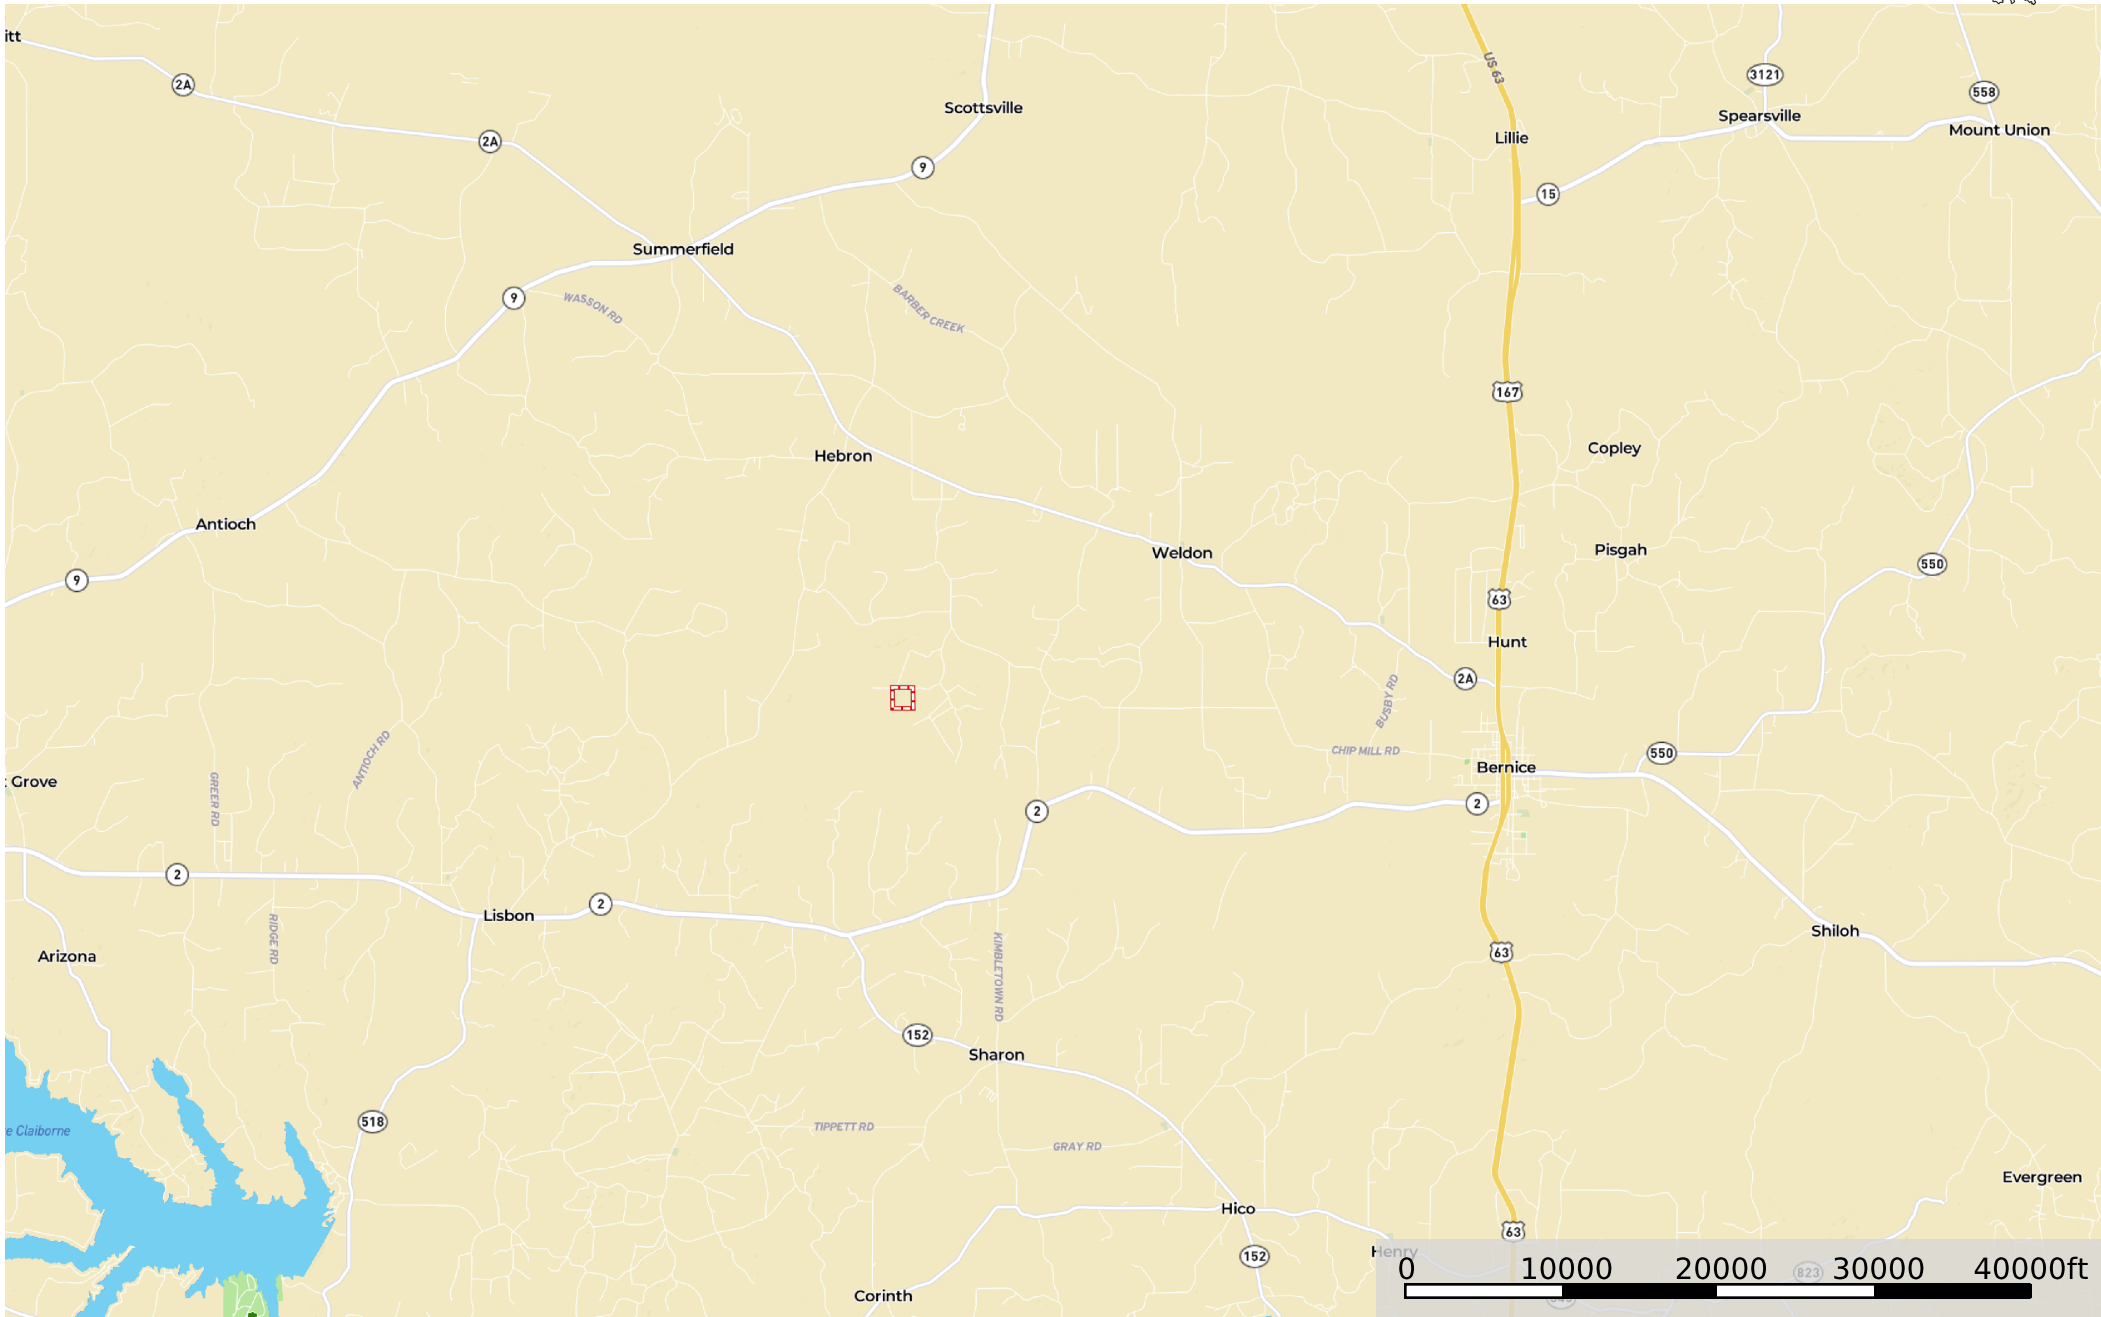 itt
2A
2A
Scottsville
9
US 63
Lillie
3121
Spearsville
558
Mount Union
15
Summerfield
9
WASSON RD
BARBER CREEK
167
Hebron
Copley
Antioch
9
Weldon
Pisgah
550
63
Hunt
2A
BUSBY RD
CHIP MILL RD
550
Bernice
2
ANTIOCH RD
GREER RD
t Grove
2
2
Lisbon
2
RIDGE RD
Arizona
KIMBLETOWN RD
63
Shiloh
152
Sharon
518
e Claiborne
TIPPETT RD
GRAY RD
Evergreen
Hico
63
152
Henry
Corinth
823
0 10000 20000 30000 40000ft